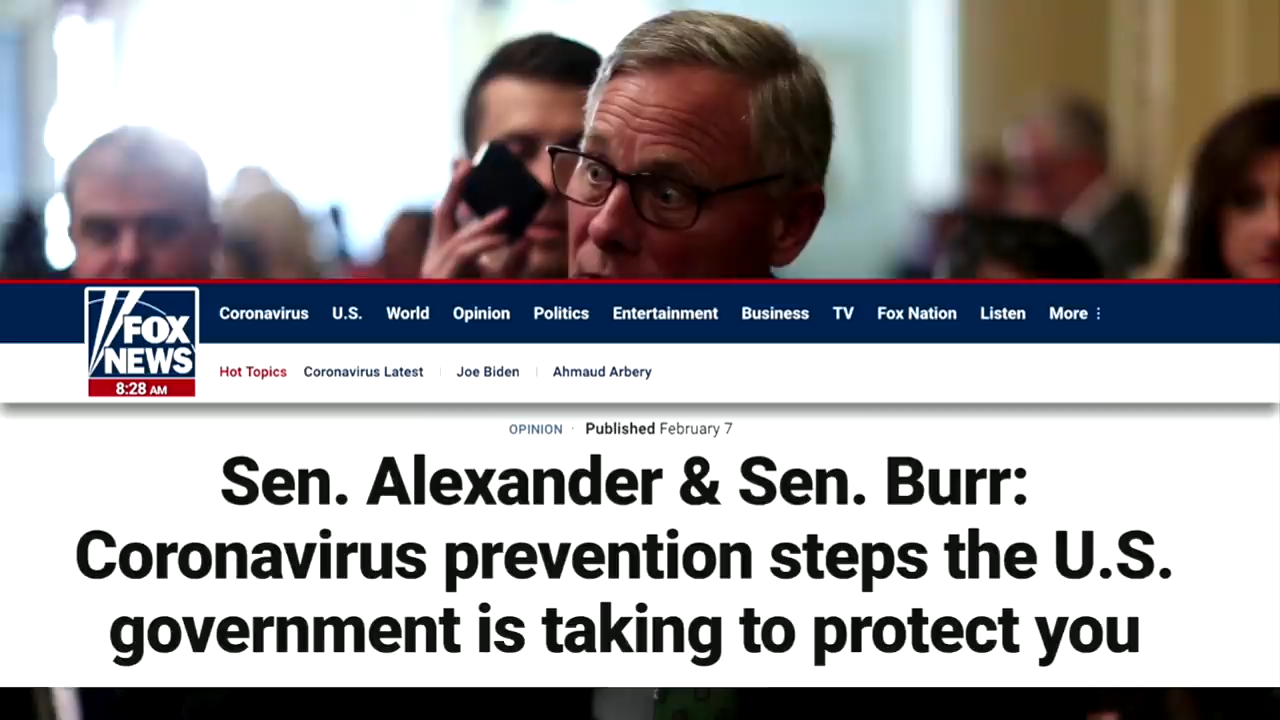 Coronavirus U.S. World Opinion Politics Entertainment Business TV Fox Nation Listen More
FOX
NEWS
8:28 AM
Hot Topics Coronavirus Latest Joe Biden Ahmaud Arbery
OPINION · Published February 7
Sen. Alexander & Sen. Burr:
Coronavirus prevention steps the U.S.
government is taking to protect you